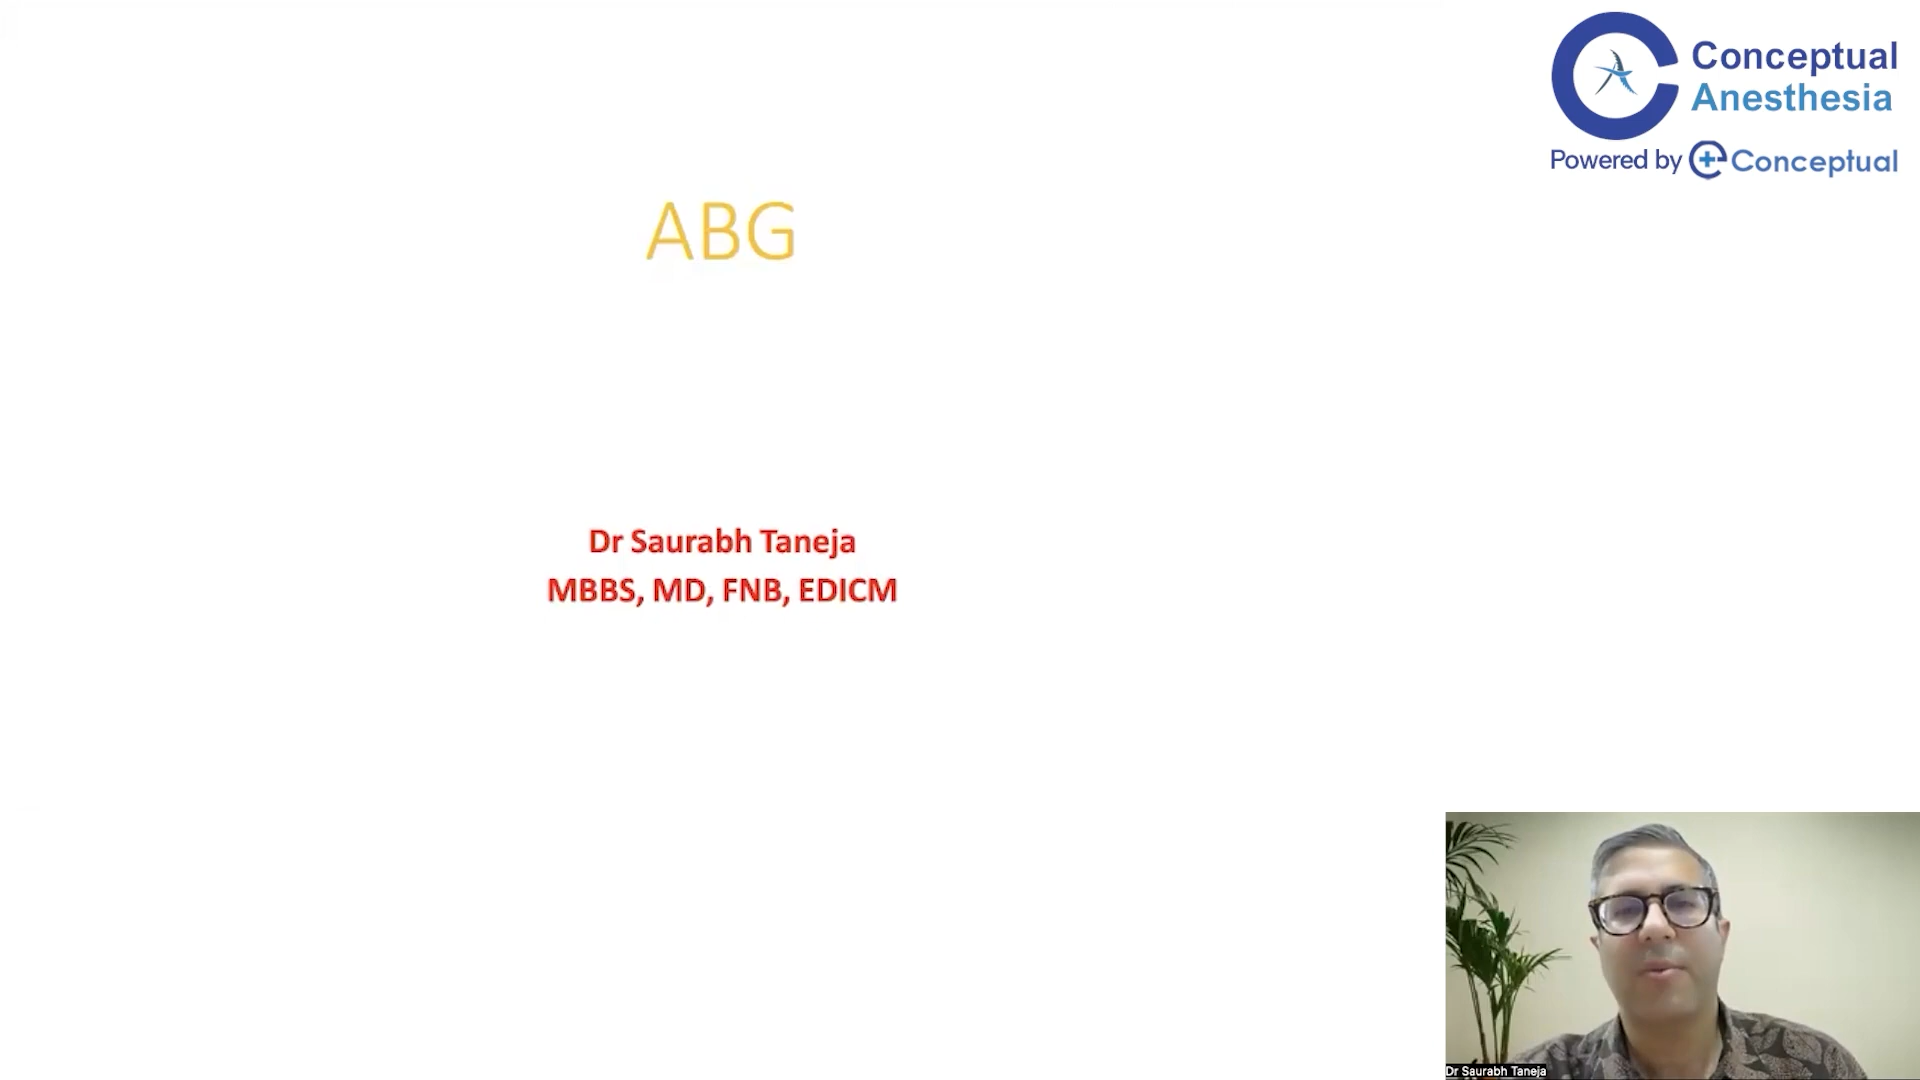 Conceptual
Anesthesia
Powered by Conceptual
ABG
Dr Saurabh Taneja
MBBS, MD, FNB, EDICM
Dr Saurabh Taneja